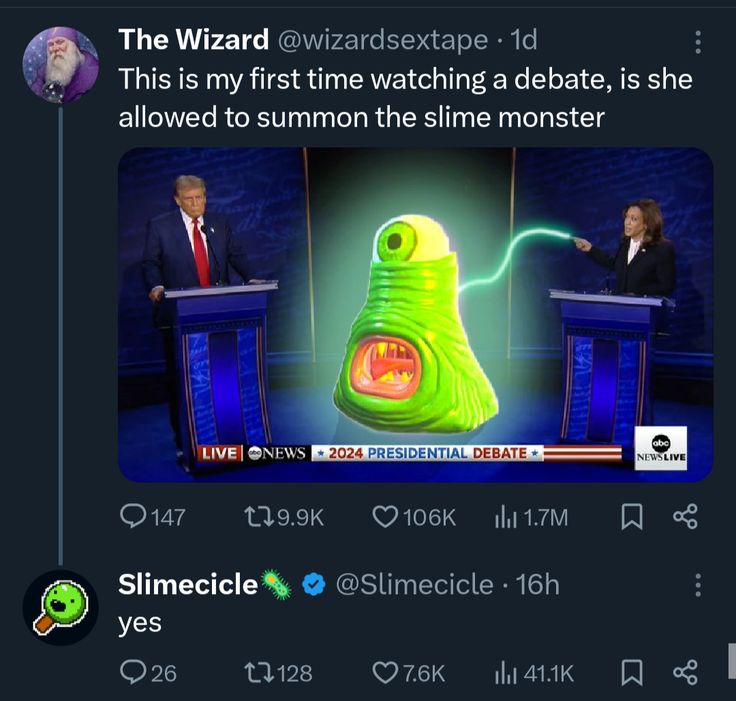 The Wizard @wizardsextape · 1d
This is my first time watching a debate, is she
allowed to summon the slime monster
LIVE abc NEWS ★ 2024 PRESIDENTIAL DEBATE ★
abc
NEWS LIVE
147 9.9K 106K 1.7M
Slimecicle🦠 @Slimecicle · 16h
yes
26 128 7.6K 41.1K